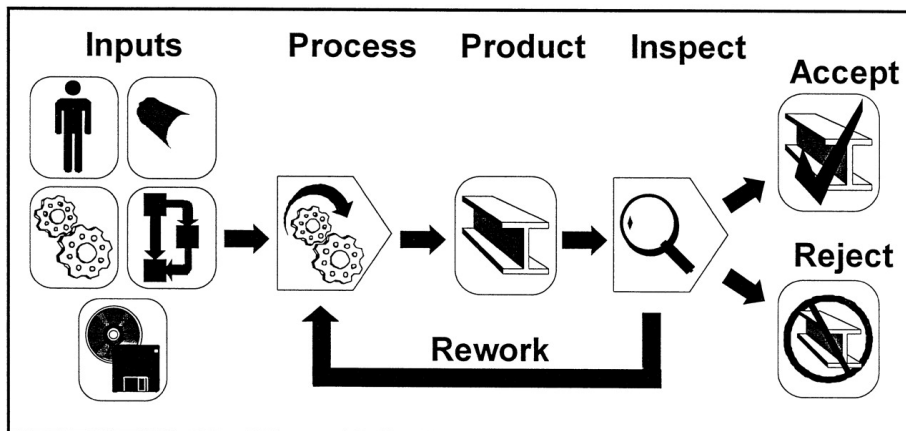 Inputs
Process
Product
Inspect
Accept
Reject
Rework